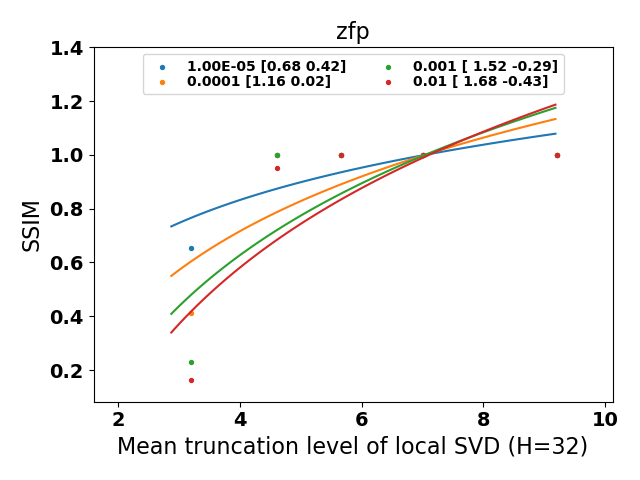 zfp
1.00E-05 [0.68 0.42]
0.0001 [1.16 0.02]
0.001 [ 1.52 -0.29]
0.01 [ 1.68 -0.43]
SSIM
1.4
1.2
1.0
0.8
0.6
0.4
0.2
2 4 6 8 10
Mean truncation level of local SVD (H=32)